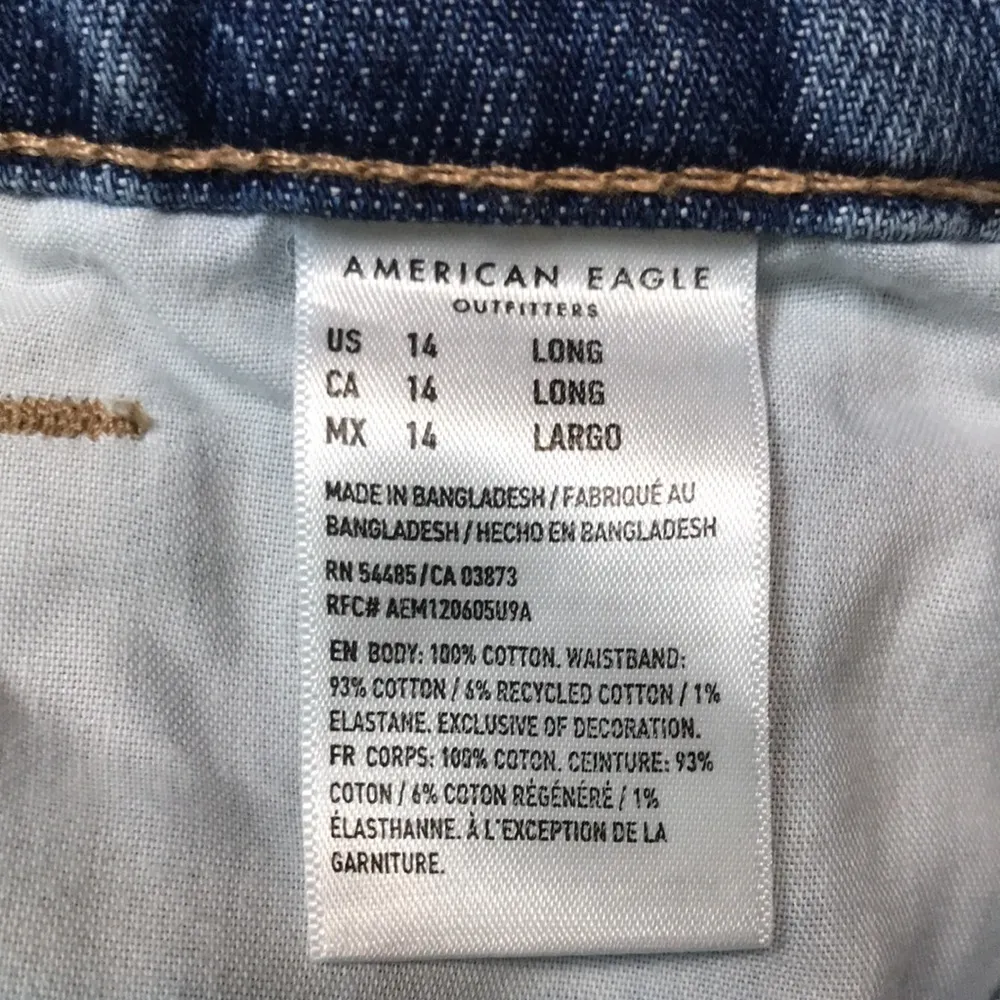 AMERICAN EAGLE
OUTFITTERS
US 14 LONG
CA 14 LONG
MX 14 LARGO
MADE IN BANGLADESH / FABRIQUÉ AU
BANGLADESH / HECHO EN BANGLADESH
RN 54485/CA 03873
RFC# AEM120605U9A
EN BODY: 100% COTTON. WAISTBAND:
93% COTTON / 6% RECYCLED COTTON / 1%
ELASTANE. EXCLUSIVE OF DECORATION.
FR CORPS: 100% COTON. CEINTURE: 93%
COTON / 6% COTON RÉGÉNÉRÉ / 1%
ÉLASTHANNE. À L'EXCEPTION DE LA
GARNITURE.